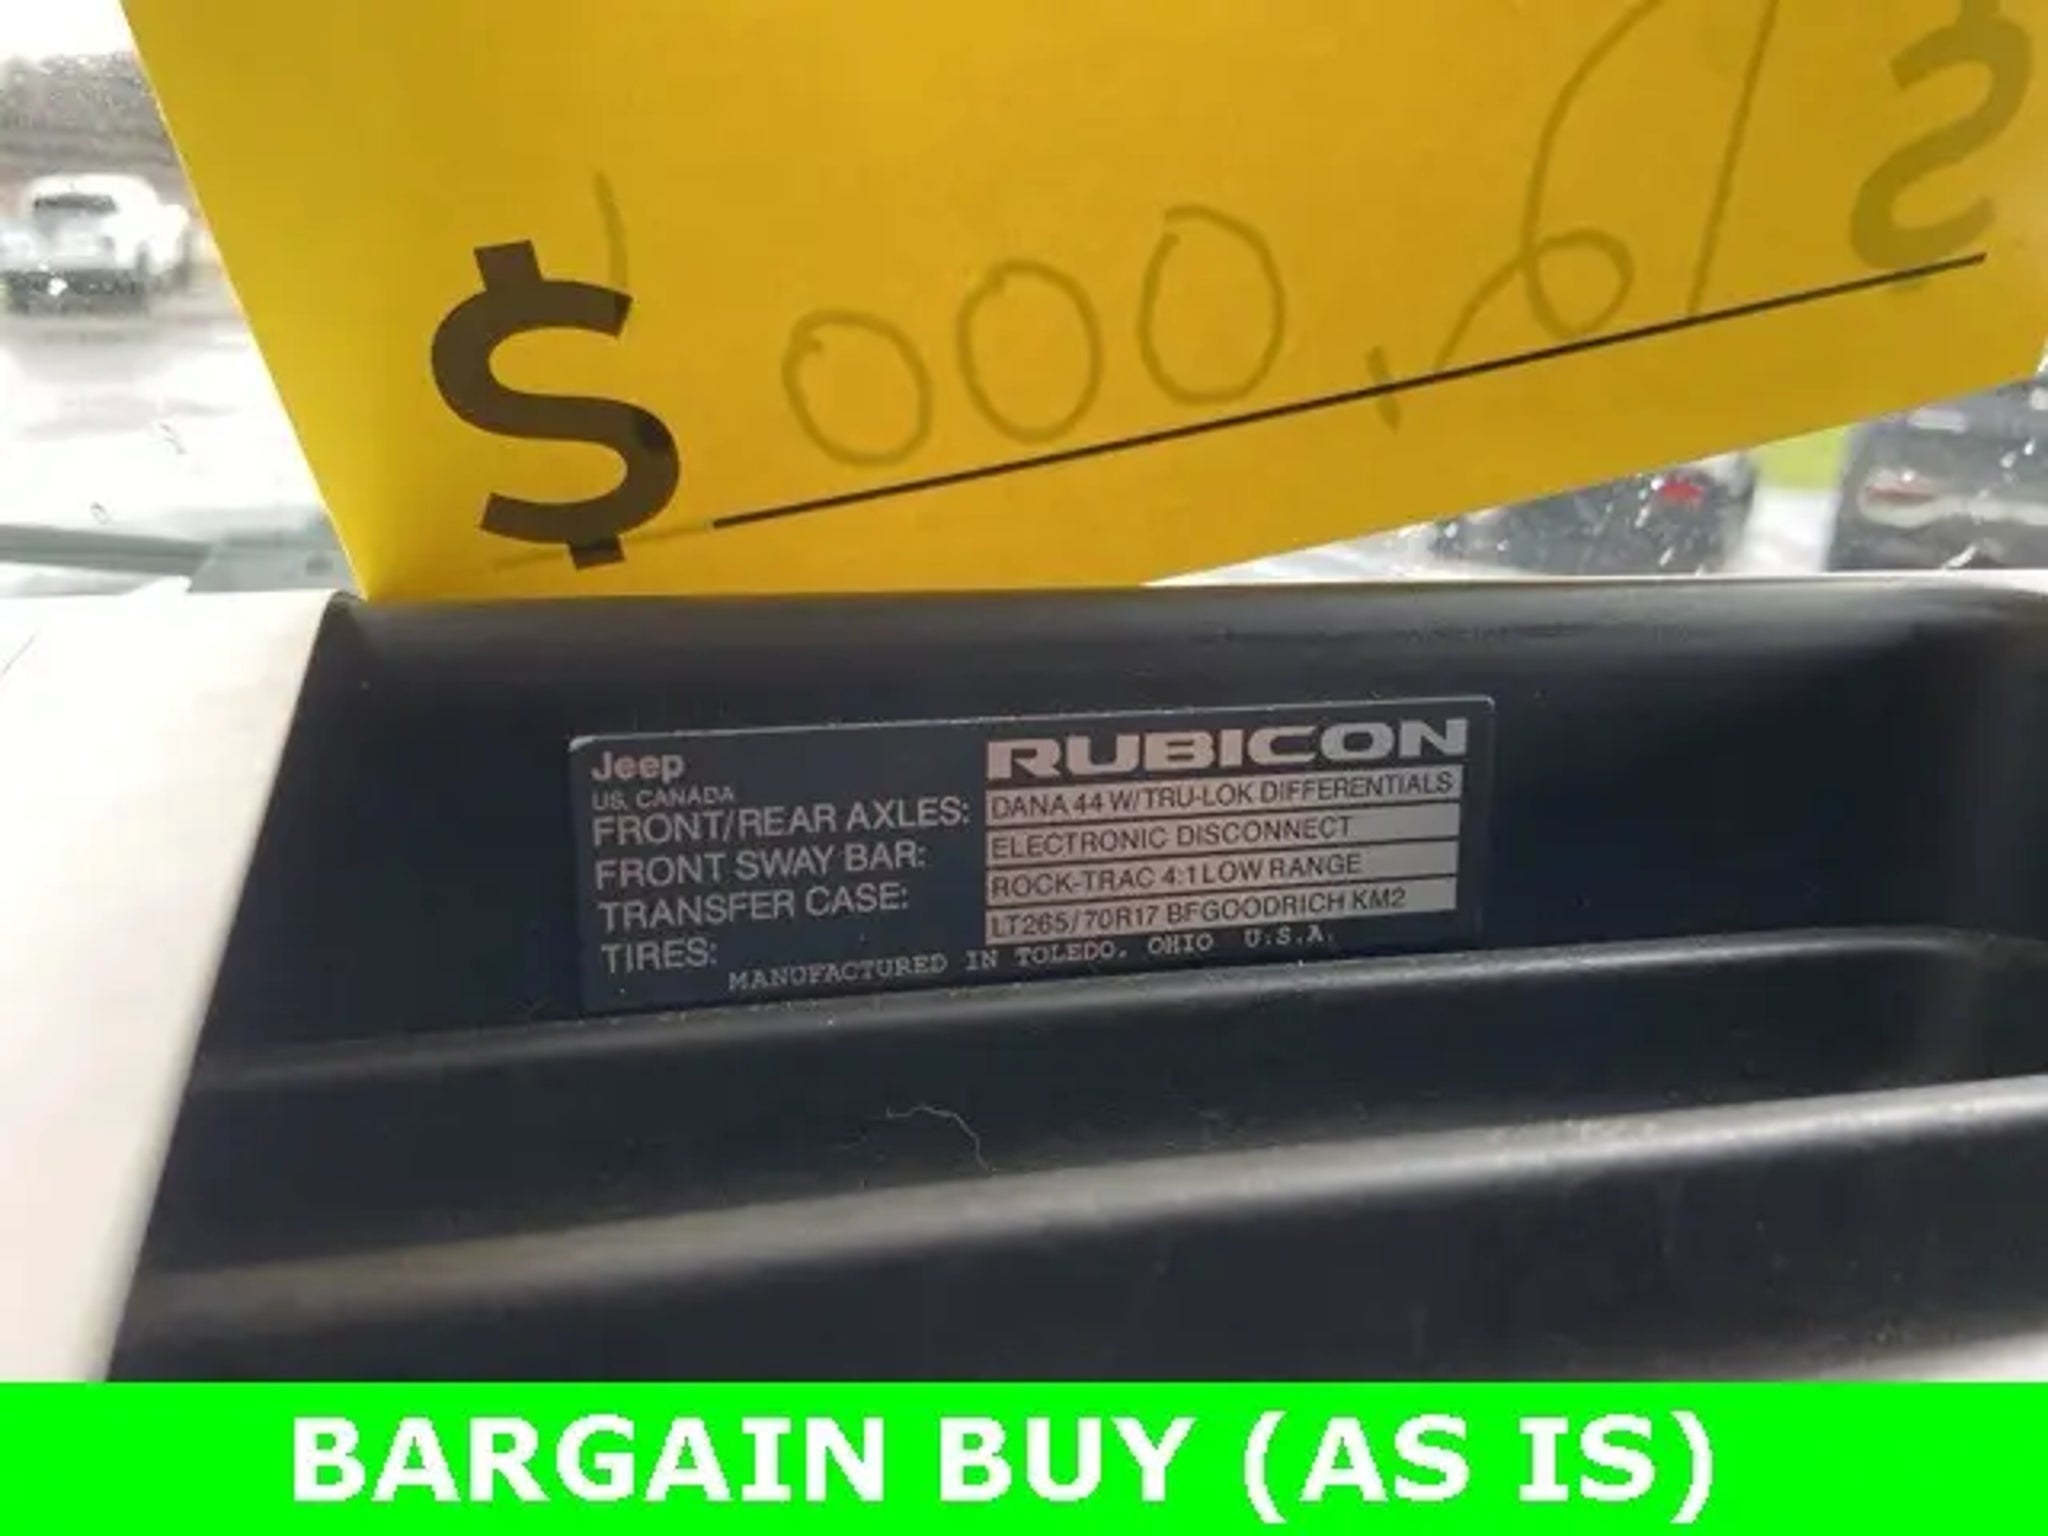 $ 000,61 $
Jeep
US, CANADA
RUBICON
FRONT/REAR AXLES: DANA 44 W/TRU-LOK DIFFERENTIALS
FRONT SWAY BAR: ELECTRONIC DISCONNECT
TRANSFER CASE: ROCK-TRAC 4:1 LOW RANGE
TIRES: LT265/70R17 BFGOODRICH KM2
MANUFACTURED IN TOLEDO, OHIO U.S.A.
BARGAIN BUY (AS IS)